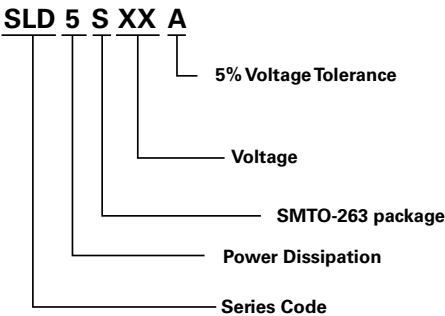 SLD 5 S XX A
5% Voltage Tolerance
Voltage
SMTO-263 package
Power Dissipation
Series Code